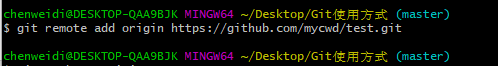 chenweidi@DESKTOP-QAA9BJK MINGW64 ~/Desktop/Git使用方式 (master)
$ git remote add origin https://github.com/mycwd/test.git
chenweidi@DESKTOP-QAA9BJK MINGW64 ~/Desktop/Git使用方式 (master)